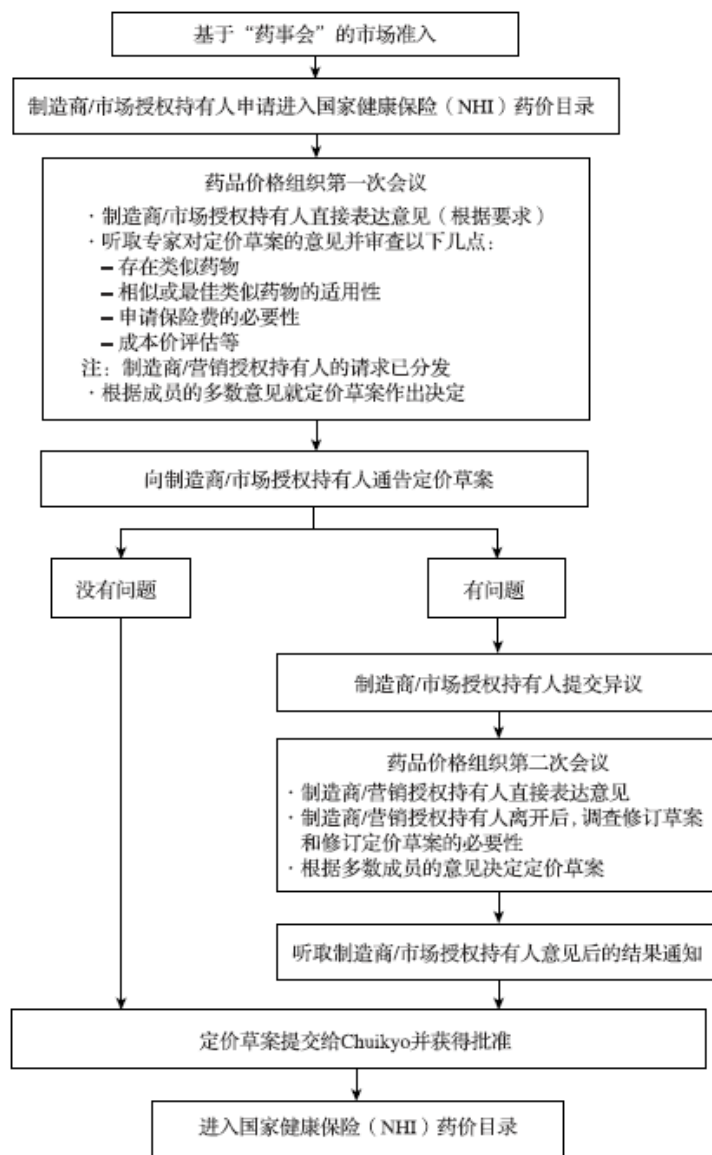 基于“药事会”的市场准入
制造商/市场授权持有人申请进入国家健康保险（NHI）药价目录
药品价格组织第一次会议
· 制造商/市场授权持有人直接表达意见（根据要求）
· 听取专家对定价草案的意见并审查以下几点：
– 存在类似药物
– 相似或最佳类似药物的适用性
– 申请保险费的必要性
– 成本价评估等
注：制造商/营销授权持有人的请求已分发
· 根据成员的多数意见就定价草案作出决定
向制造商/市场授权持有人通告定价草案
没有问题
有问题
制造商/市场授权持有人提交异议
药品价格组织第二次会议
· 制造商/营销授权持有人直接表达意见
· 制造商/营销授权持有人离开后，调查修订草案
和修订定价草案的必要性
· 根据多数成员的意见决定定价草案
听取制造商/市场授权持有人意见后的结果通知
定价草案提交给Chuikyo并获得批准
进入国家健康保险（NHI）药价目录